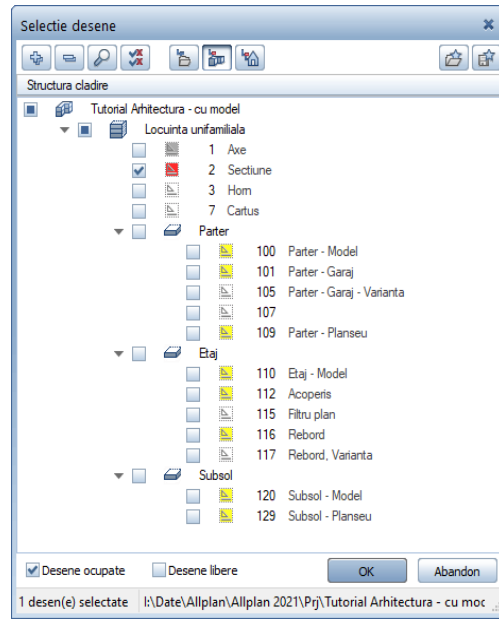 Selectie desene
Structura cladire
Tutorial Arhitectura - cu model
Locuinta unifamiliala
1 Axe
2 Sectiune
3 Horn
7 Cartus
Parter
100 Parter - Model
101 Parter - Garaj
105 Parter - Garaj - Varianta
107
109 Parter - Planseu
Etaj
110 Etaj - Model
112 Acoperis
115 Filtru plan
116 Rebord
117 Rebord, Varianta
Subsol
120 Subsol - Model
129 Subsol - Planseu
Desene ocupate Desene libere OK Abandon
1 desen(e) selectate I:\Date\Allplan\Allplan 2021\Prj\Tutorial Arhitectura - cu moc